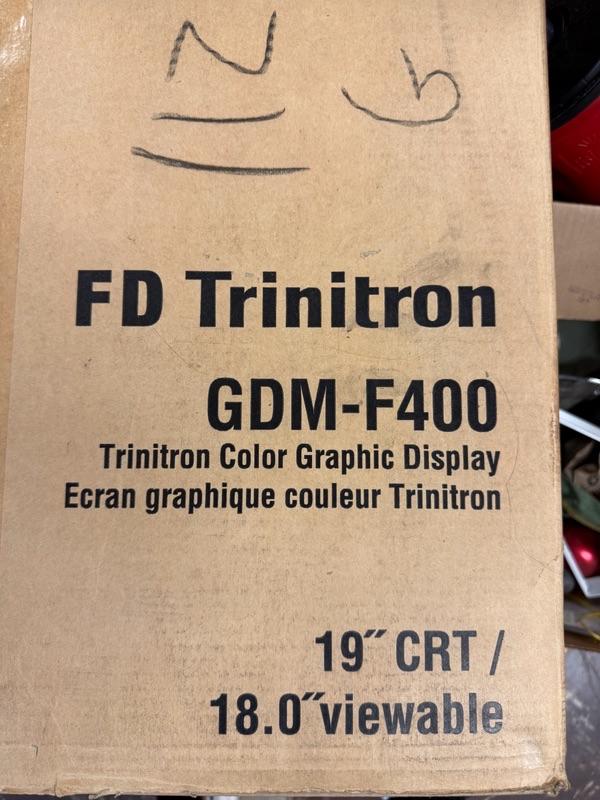 FD Trinitron
GDM-F400
Trinitron Color Graphic Display
Ecran graphique couleur Trinitron
19″ CRT /
18.0″viewable